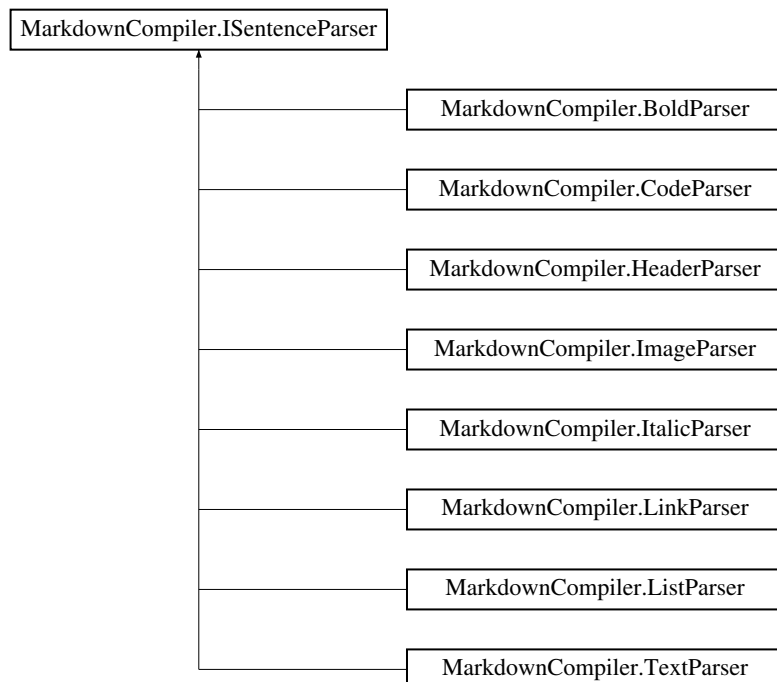 MarkdownCompiler.ISentenceParser
MarkdownCompiler.BoldParser
MarkdownCompiler.CodeParser
MarkdownCompiler.HeaderParser
MarkdownCompiler.ImageParser
MarkdownCompiler.ItalicParser
MarkdownCompiler.LinkParser
MarkdownCompiler.ListParser
MarkdownCompiler.TextParser